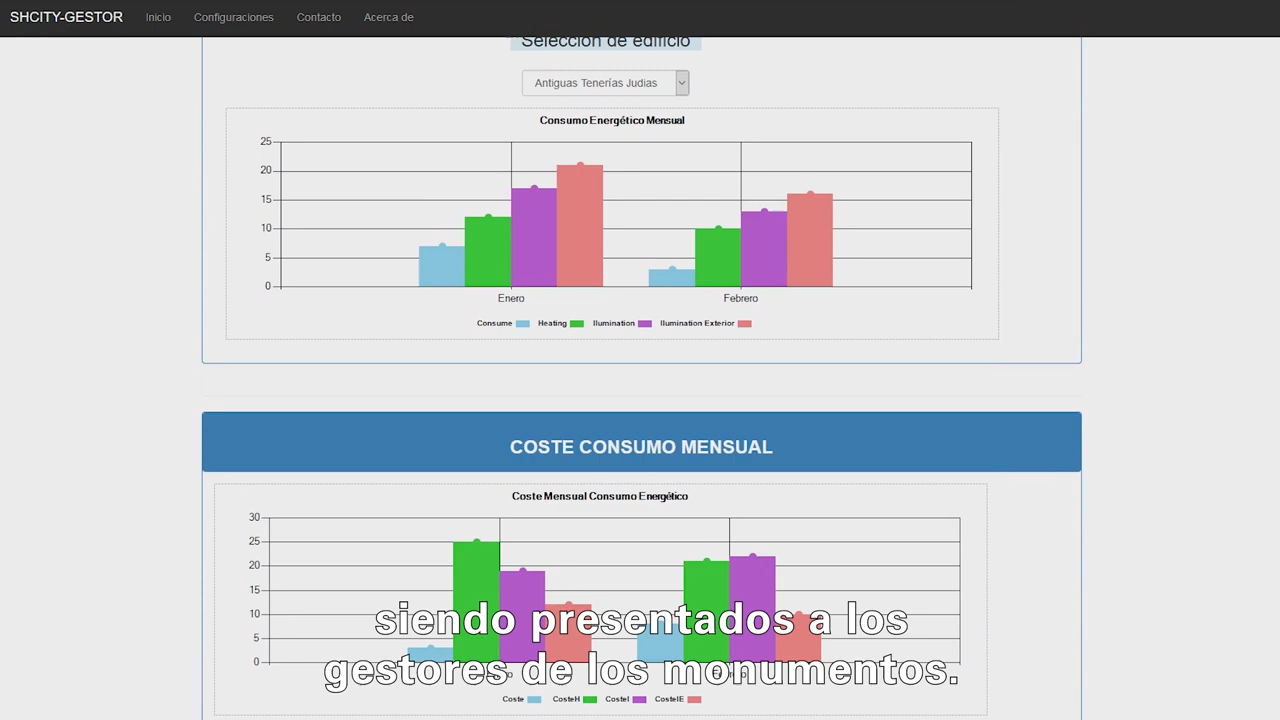 SHCITY-GESTOR Inicio Configuraciones Contacto Acerca de
Selección de edificio
Antiguas Tenerías Judias
Consumo Energético Mensual
25
20
15
10
5
0
Enero Febrero
Consume Heating Ilumination Ilumination Exterior
COSTE CONSUMO MENSUAL
Coste Mensual Consumo Energético
30
25
20
15
10
5
0
siendo presentados a los
gestores de los monumentos.
Coste CosteH CosteI CosteIE